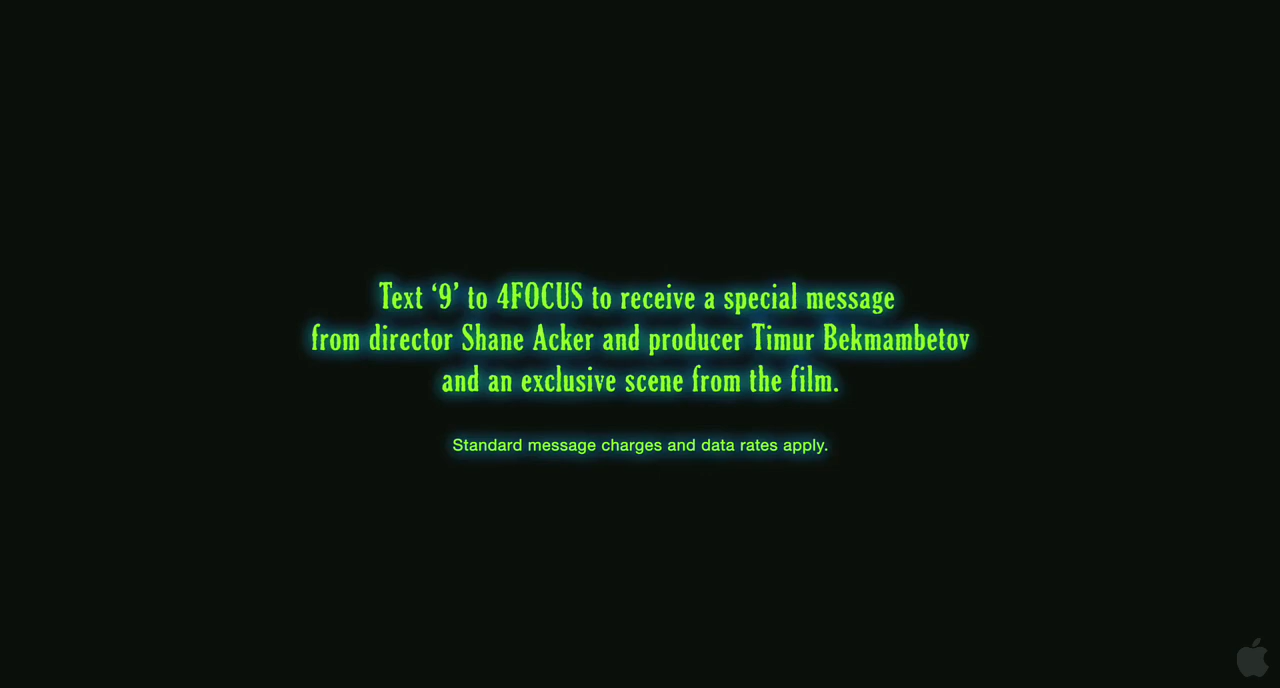 Text ‘9’ to 4FOCUS to receive a special message
from director Shane Acker and producer Timur Bekmambetov
and an exclusive scene from the film.
Standard message charges and data rates apply.